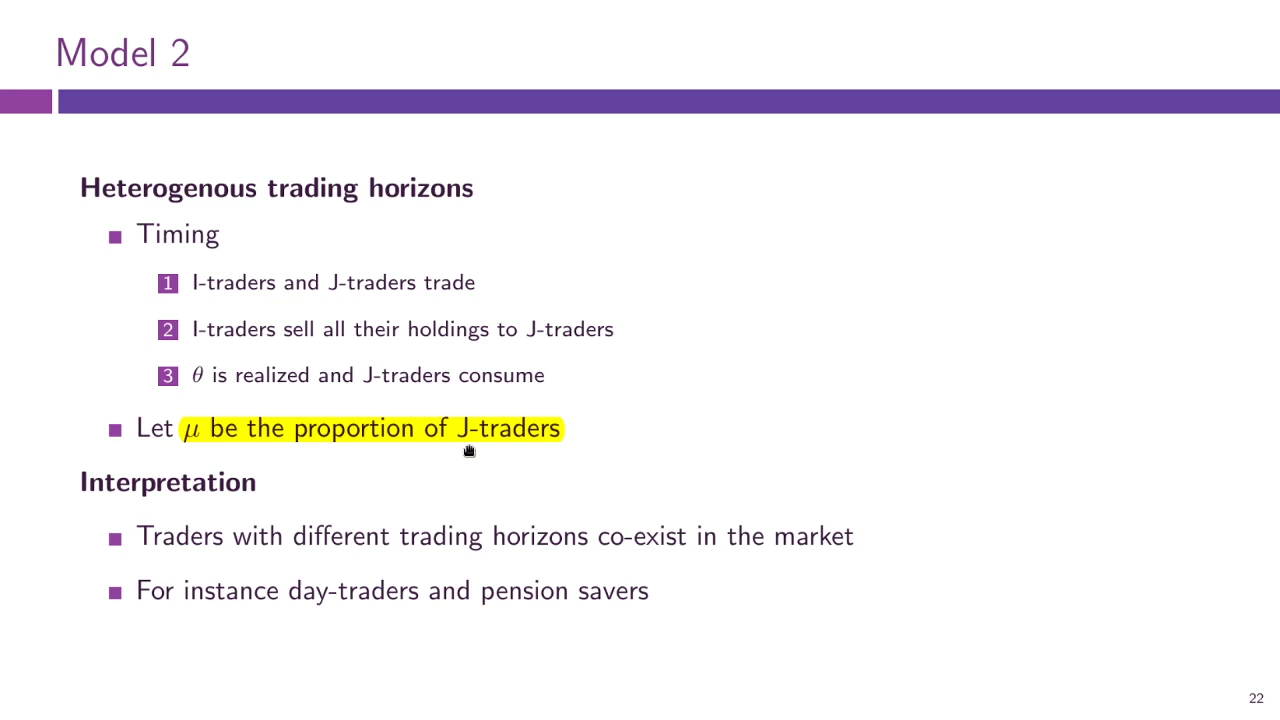 Model 2
Heterogenous trading horizons
Timing
1 I-traders and J-traders trade
2 I-traders sell all their holdings to J-traders
3 θ is realized and J-traders consume
Let μ be the proportion of J-traders
Interpretation
Traders with different trading horizons co-exist in the market
For instance day-traders and pension savers
22